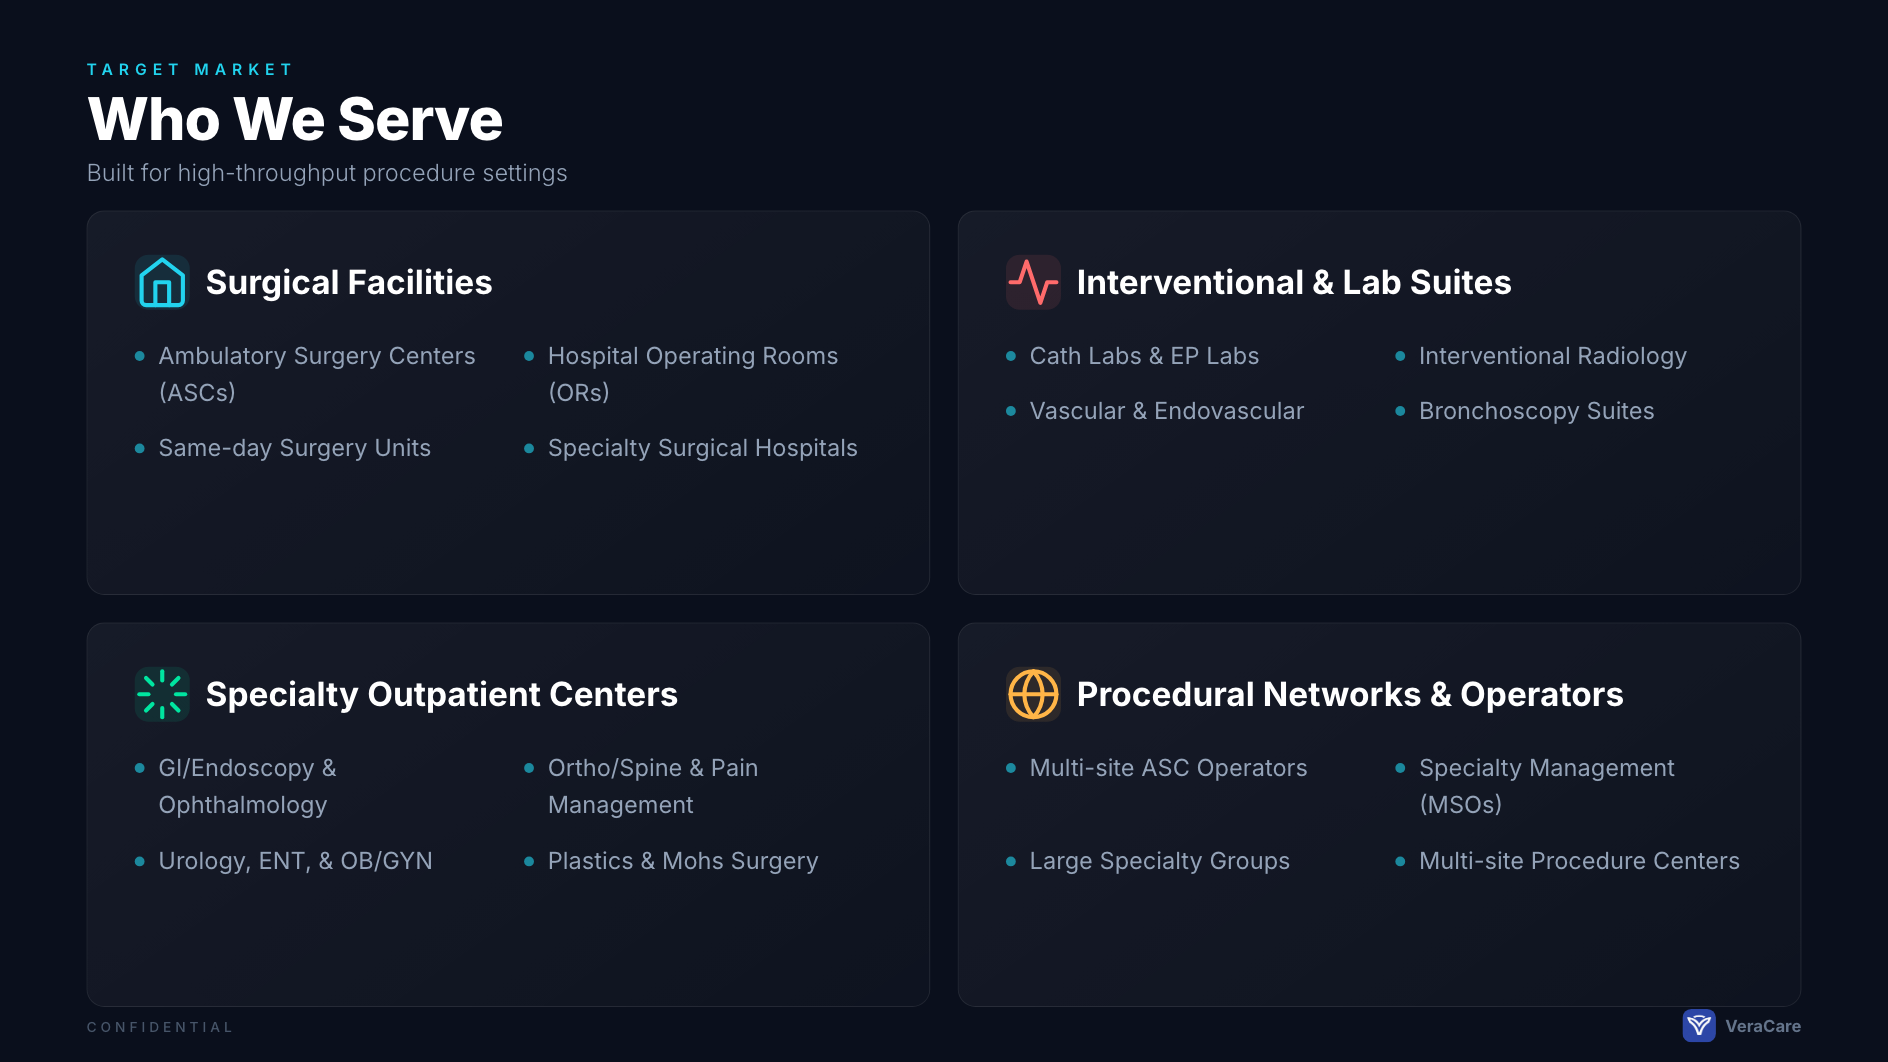 TARGET MARKET
Who We Serve
Built for high-throughput procedure settings
Surgical Facilities
Ambulatory Surgery Centers
(ASCs)
Hospital Operating Rooms
(ORs)
Same-day Surgery Units
Specialty Surgical Hospitals
Interventional & Lab Suites
Cath Labs & EP Labs
Interventional Radiology
Vascular & Endovascular
Bronchoscopy Suites
Specialty Outpatient Centers
GI/Endoscopy &
Ophthalmology
Ortho/Spine & Pain
Management
Urology, ENT, & OB/GYN
Plastics & Mohs Surgery
Procedural Networks & Operators
Multi-site ASC Operators
Specialty Management
(MSOs)
Large Specialty Groups
Multi-site Procedure Centers
CONFIDENTIAL
VeraCare